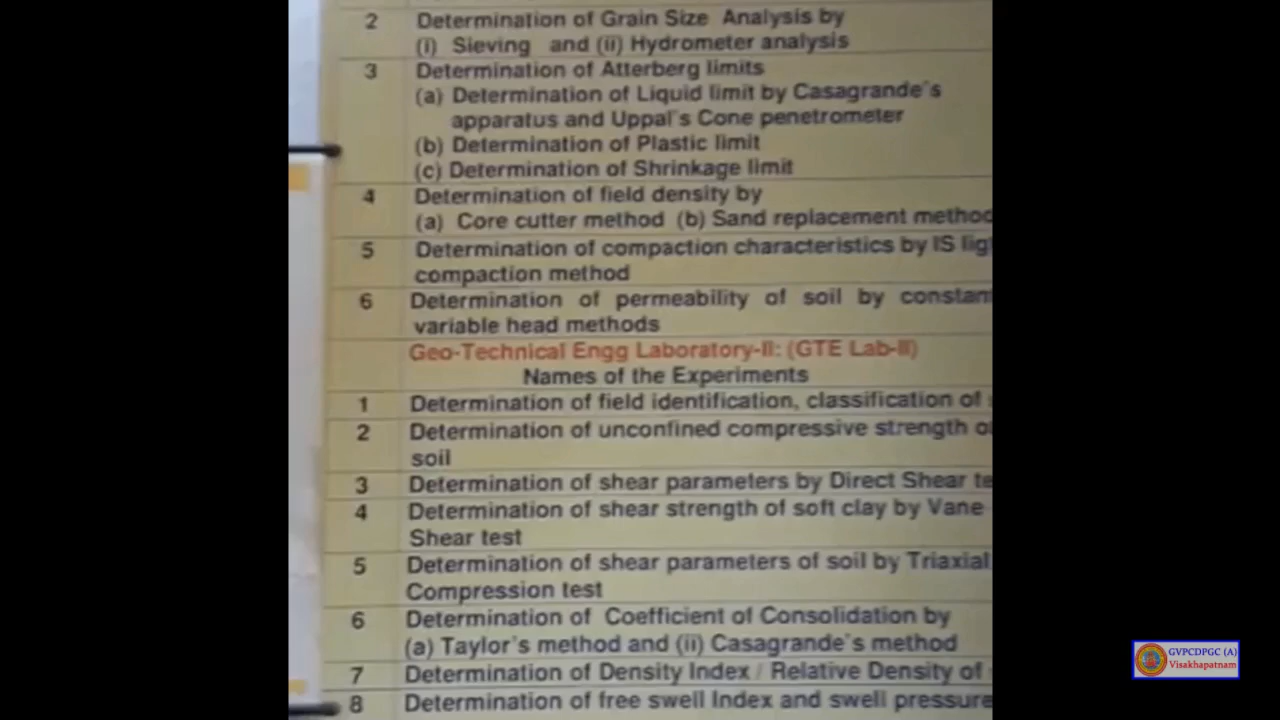 2 Determination of Grain Size Analysis by
(i) Sieving and (ii) Hydrometer analysis
3 Determination of Atterberg limits
(a) Determination of Liquid limit by Casagrande's
apparatus and Uppal's Cone penetrometer
(b) Determination of Plastic limit
(c) Determination of Shrinkage limit
4 Determination of field density by
(a) Core cutter method (b) Sand replacement method
5 Determination of compaction characteristics by IS lig
compaction method
6 Determination of permeability of soil by constan
variable head methods
Geo-Technical Engg Laboratory-II: (GTE Lab-II)
Names of the Experiments
1 Determination of field identification, classification of
2 Determination of unconfined compressive strength of
soil
3 Determination of shear parameters by Direct Shear te
4 Determination of shear strength of soft clay by Vane
Shear test
5 Determination of shear parameters of soil by Triaxial
Compression test
6 Determination of Coefficient of Consolidation by
(a) Taylor's method and (ii) Casagrande's method
7 Determination of Density Index / Relative Density of
8 Determination of free swell Index and swell pressure
GVPCDPGC (A)
Visakhapatnam